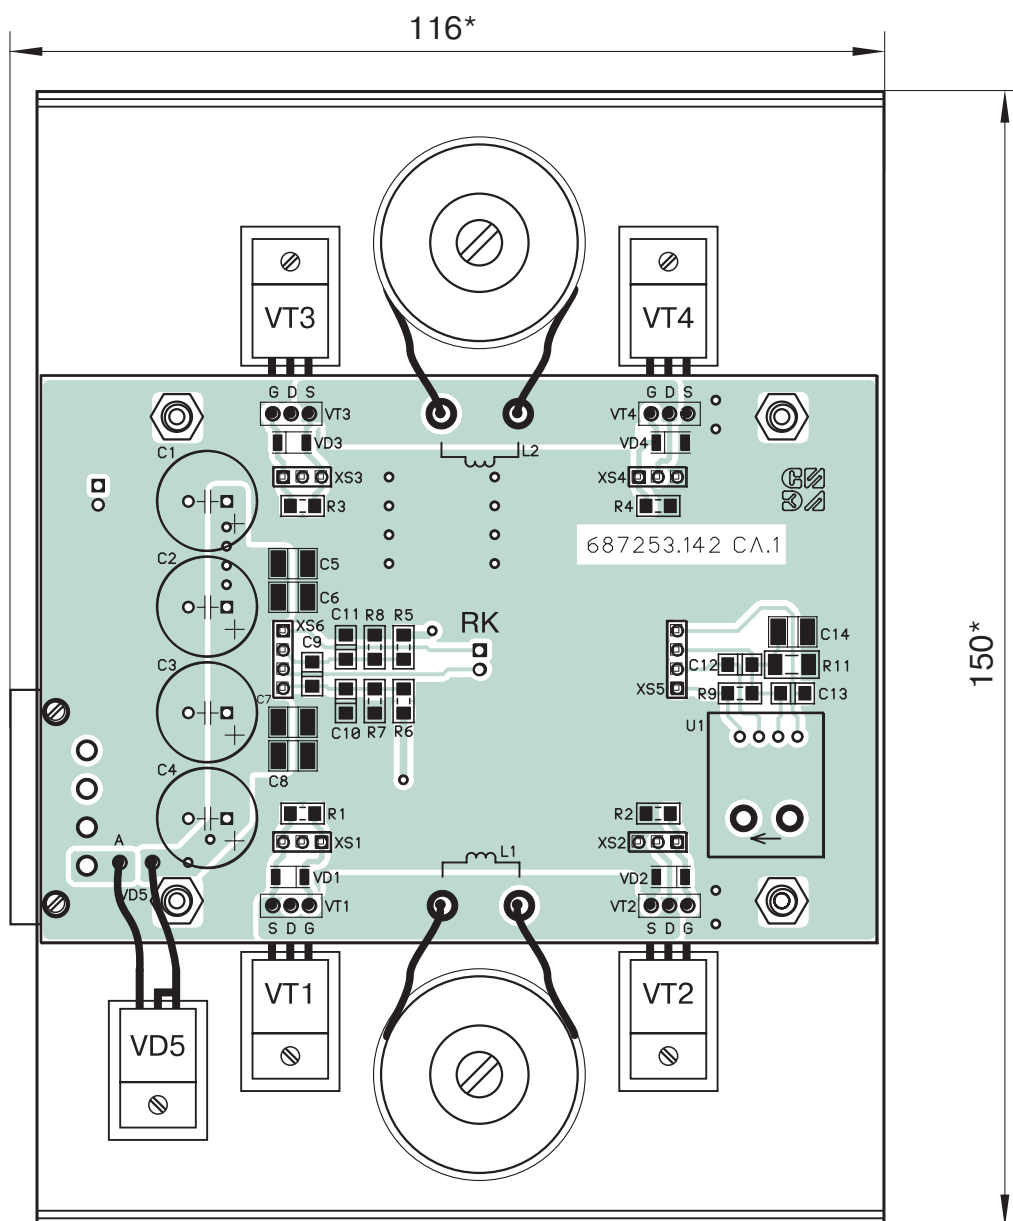 116*
150*
VT3
VT4
G D S
G D S
VT3
VT4
C1
VD3
VD4
L2
XS3
XS4
R3
R4
687253.142 СЛ.1
C2
C5
C6
XS6
C11 R8 R5
RK
C9
C14
C12
R11
C3
C7
XS5
R9
C13
C10 R7 R6
U1
C4
C8
R1
R2
A
XS1
XS2
L1
VD5
VD1
VD2
VT1
VT2
S D G
S D G
VT1
VT2
VD5